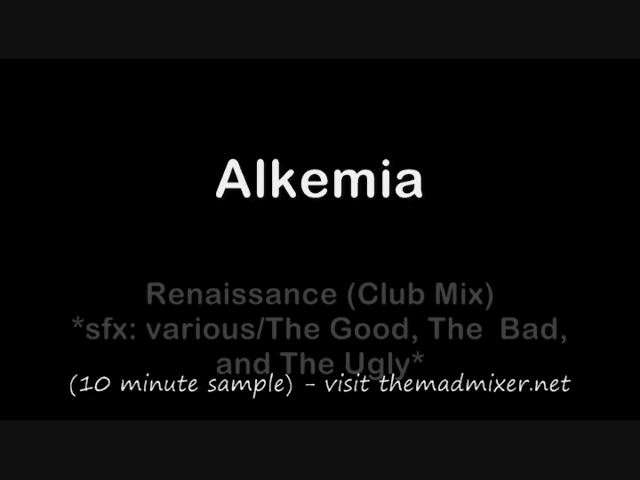 Alkemia
Renaissance (Club Mix)
*sfx: various/The Good, The Bad,
and The Ugly*
(10 minute sample) - visit themadmixer.net